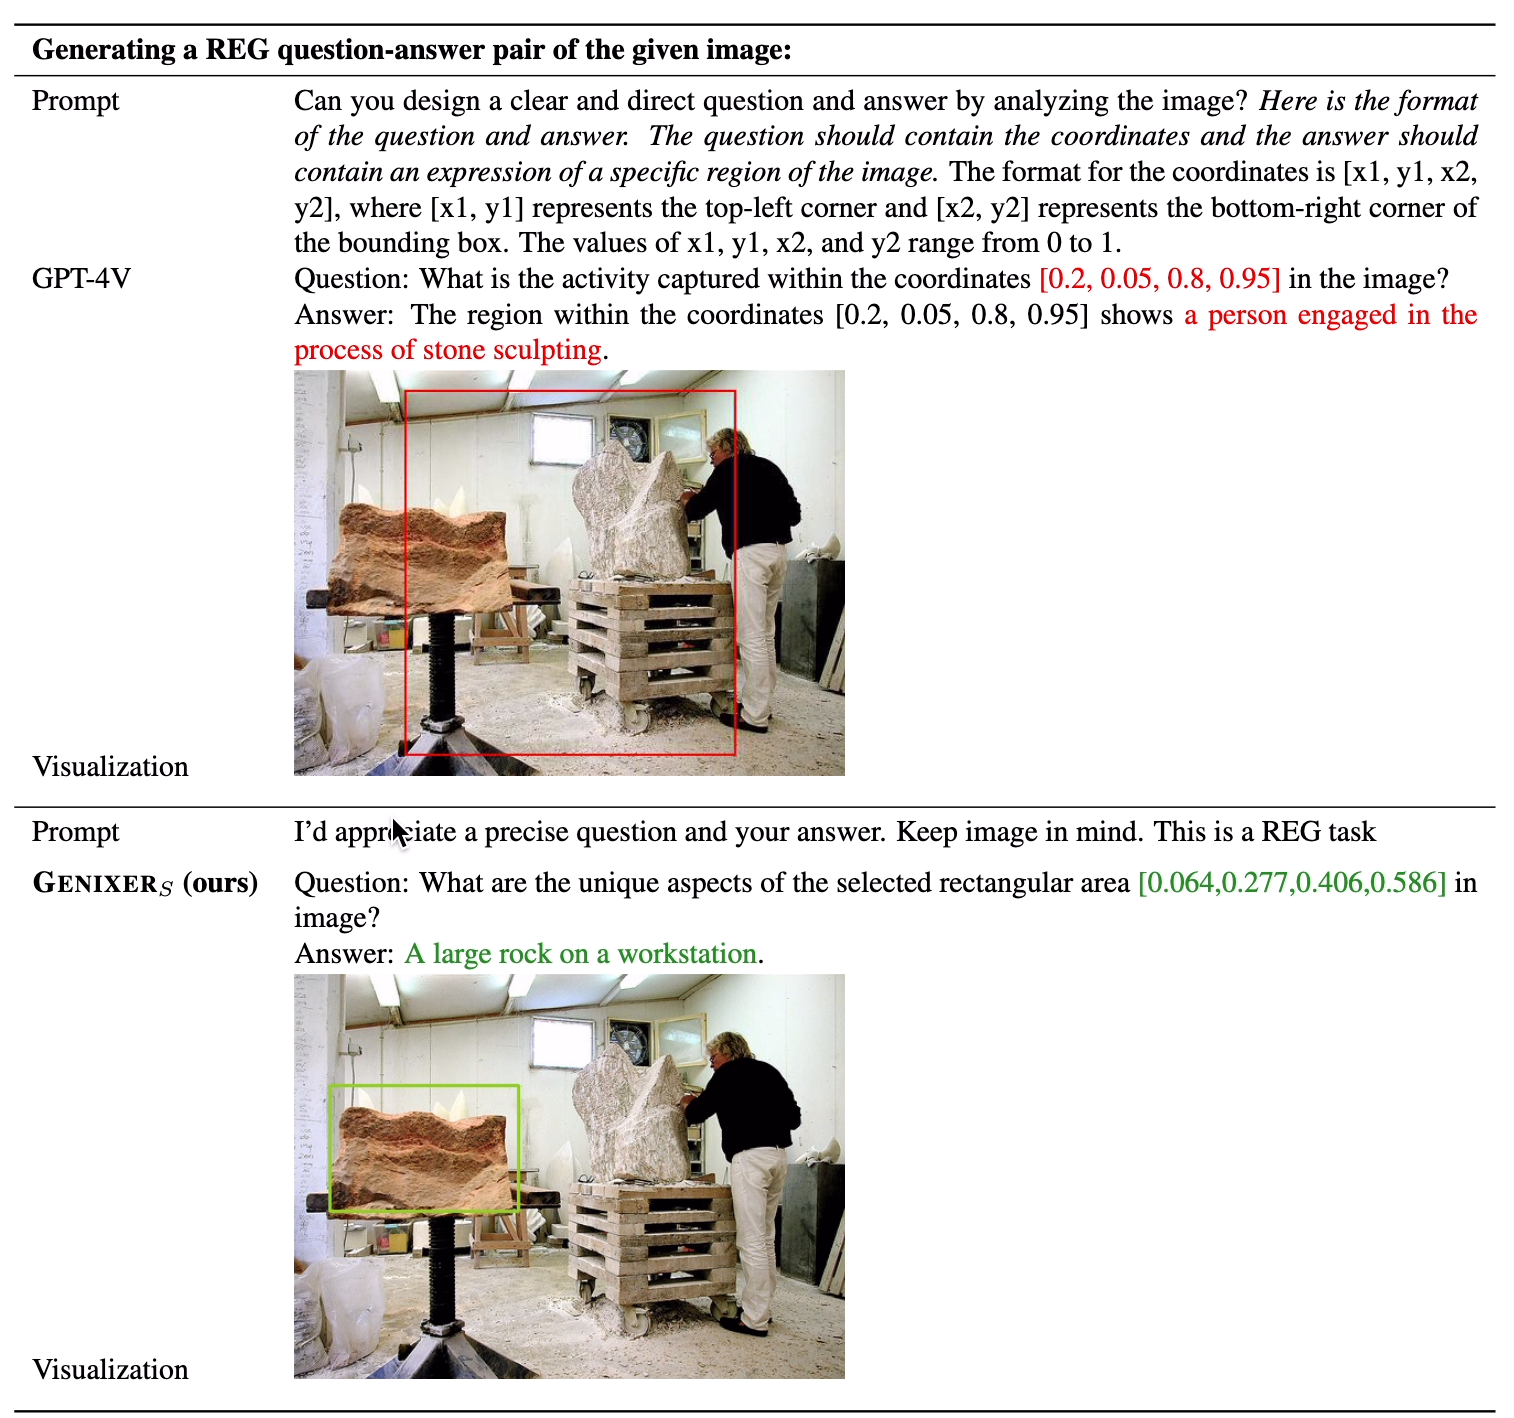 Generating a REG question-answer pair of the given image:
Prompt
Can you design a clear and direct question and answer by analyzing the image? Here is the format
of the question and answer. The question should contain the coordinates and the answer should
contain an expression of a specific region of the image. The format for the coordinates is [x1, y1, x2,
y2], where [x1, y1] represents the top-left corner and [x2, y2] represents the bottom-right corner of
the bounding box. The values of x1, y1, x2, and y2 range from 0 to 1.
GPT-4V
Question: What is the activity captured within the coordinates [0.2, 0.05, 0.8, 0.95] in the image?
Answer: The region within the coordinates [0.2, 0.05, 0.8, 0.95] shows a person engaged in the
process of stone sculpting.
Visualization
Prompt
I'd appreciate a precise question and your answer. Keep image in mind. This is a REG task
GENIXERS (ours)
Question: What are the unique aspects of the selected rectangular area [0.064,0.277,0.406,0.586] in
image?
Answer: A large rock on a workstation.
Visualization